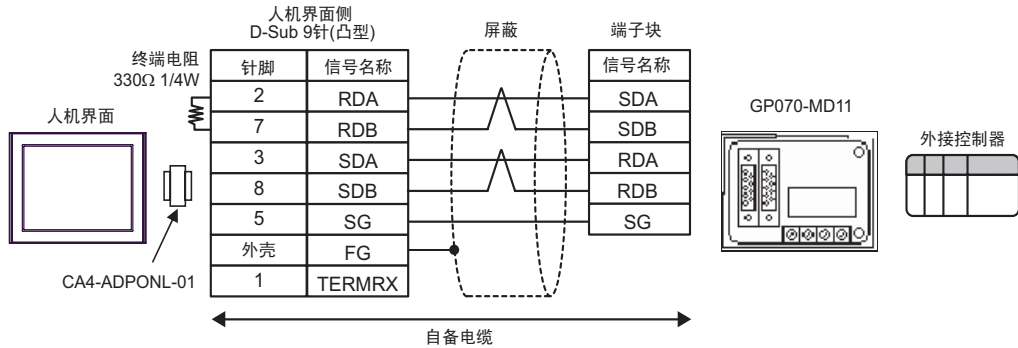 人机界面侧
D-Sub 9针(凸型)
屏蔽
端子块
终端电阻
330Ω 1/4W
针脚 信号名称
信号名称
2 RDA
SDA
7 RDB
SDB
3 SDA
RDA
8 SDB
RDB
5 SG
SG
外壳 FG
1 TERMRX
人机界面
CA4-ADPONL-01
GP070-MD11
外接控制器
自备电缆